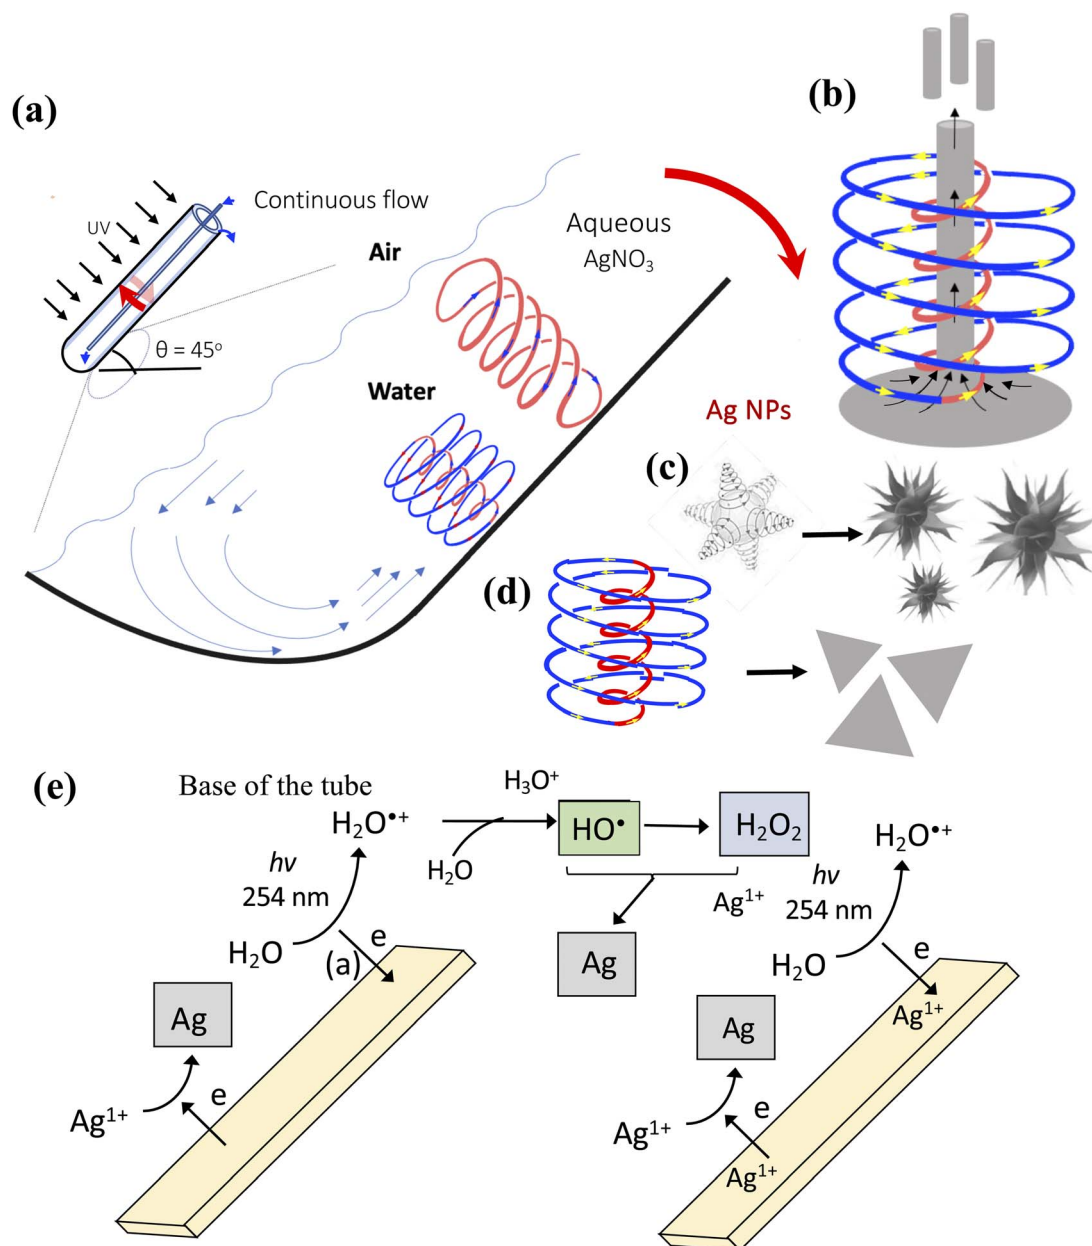 (a)
UV
Continuous flow
Air
Aqueous
AgNO₃
θ = 45°
Water
(b)
Ag NPs
(c)
(d)
(e)
Base of the tube
H₂O•⁺
H₃O⁺
H₂O
HO•
H₂O₂
Ag¹⁺
Ag
hν
254 nm
H₂O
e
(a)
Ag
Ag¹⁺
e
H₂O•⁺
hν
254 nm
H₂O
e
Ag¹⁺
Ag
Ag¹⁺
e
Ag¹⁺